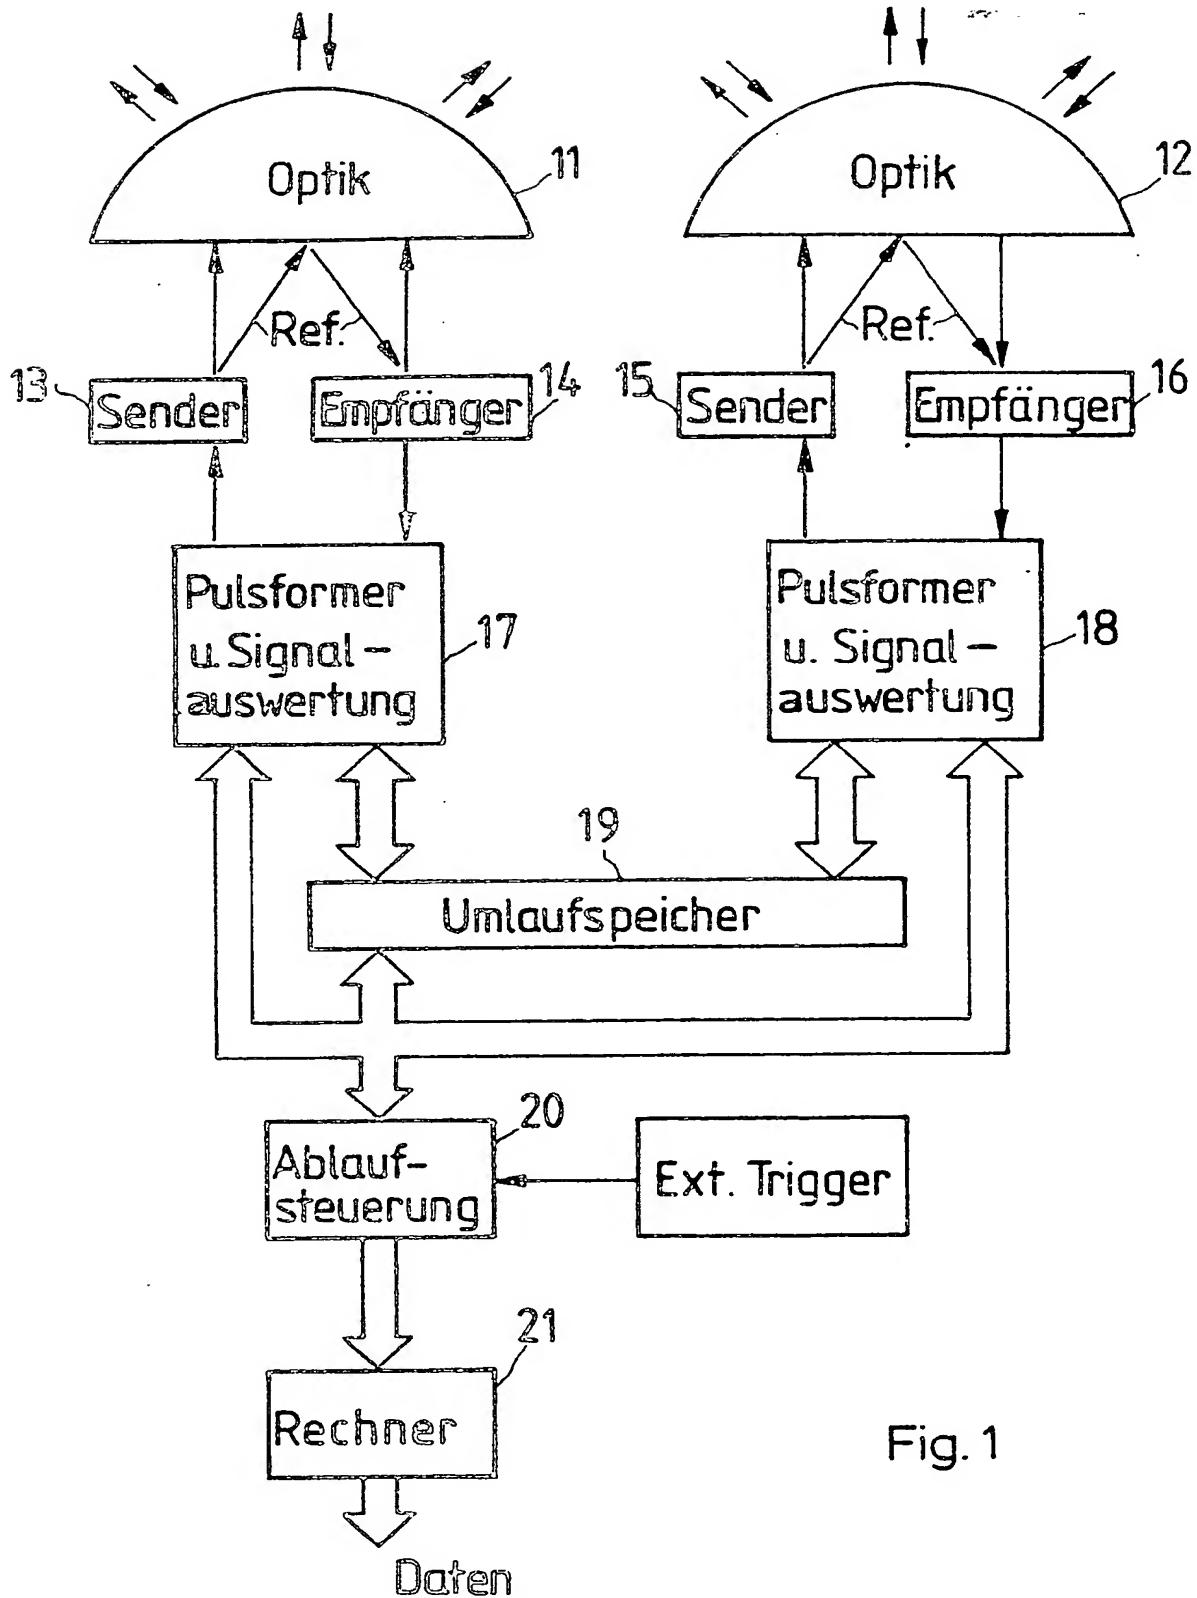 Optik
11
Optik
12
Ref.
Ref.
13
Sender
Empfänger
14
15
Sender
Empfänger
16
Pulsformer
u. Signal-
auswertung
17
Pulsformer
u. Signal-
auswertung
18
19
Umlaufspeicher
20
Ablauf-
steuerung
Ext. Trigger
21
Rechner
Fig. 1
Daten